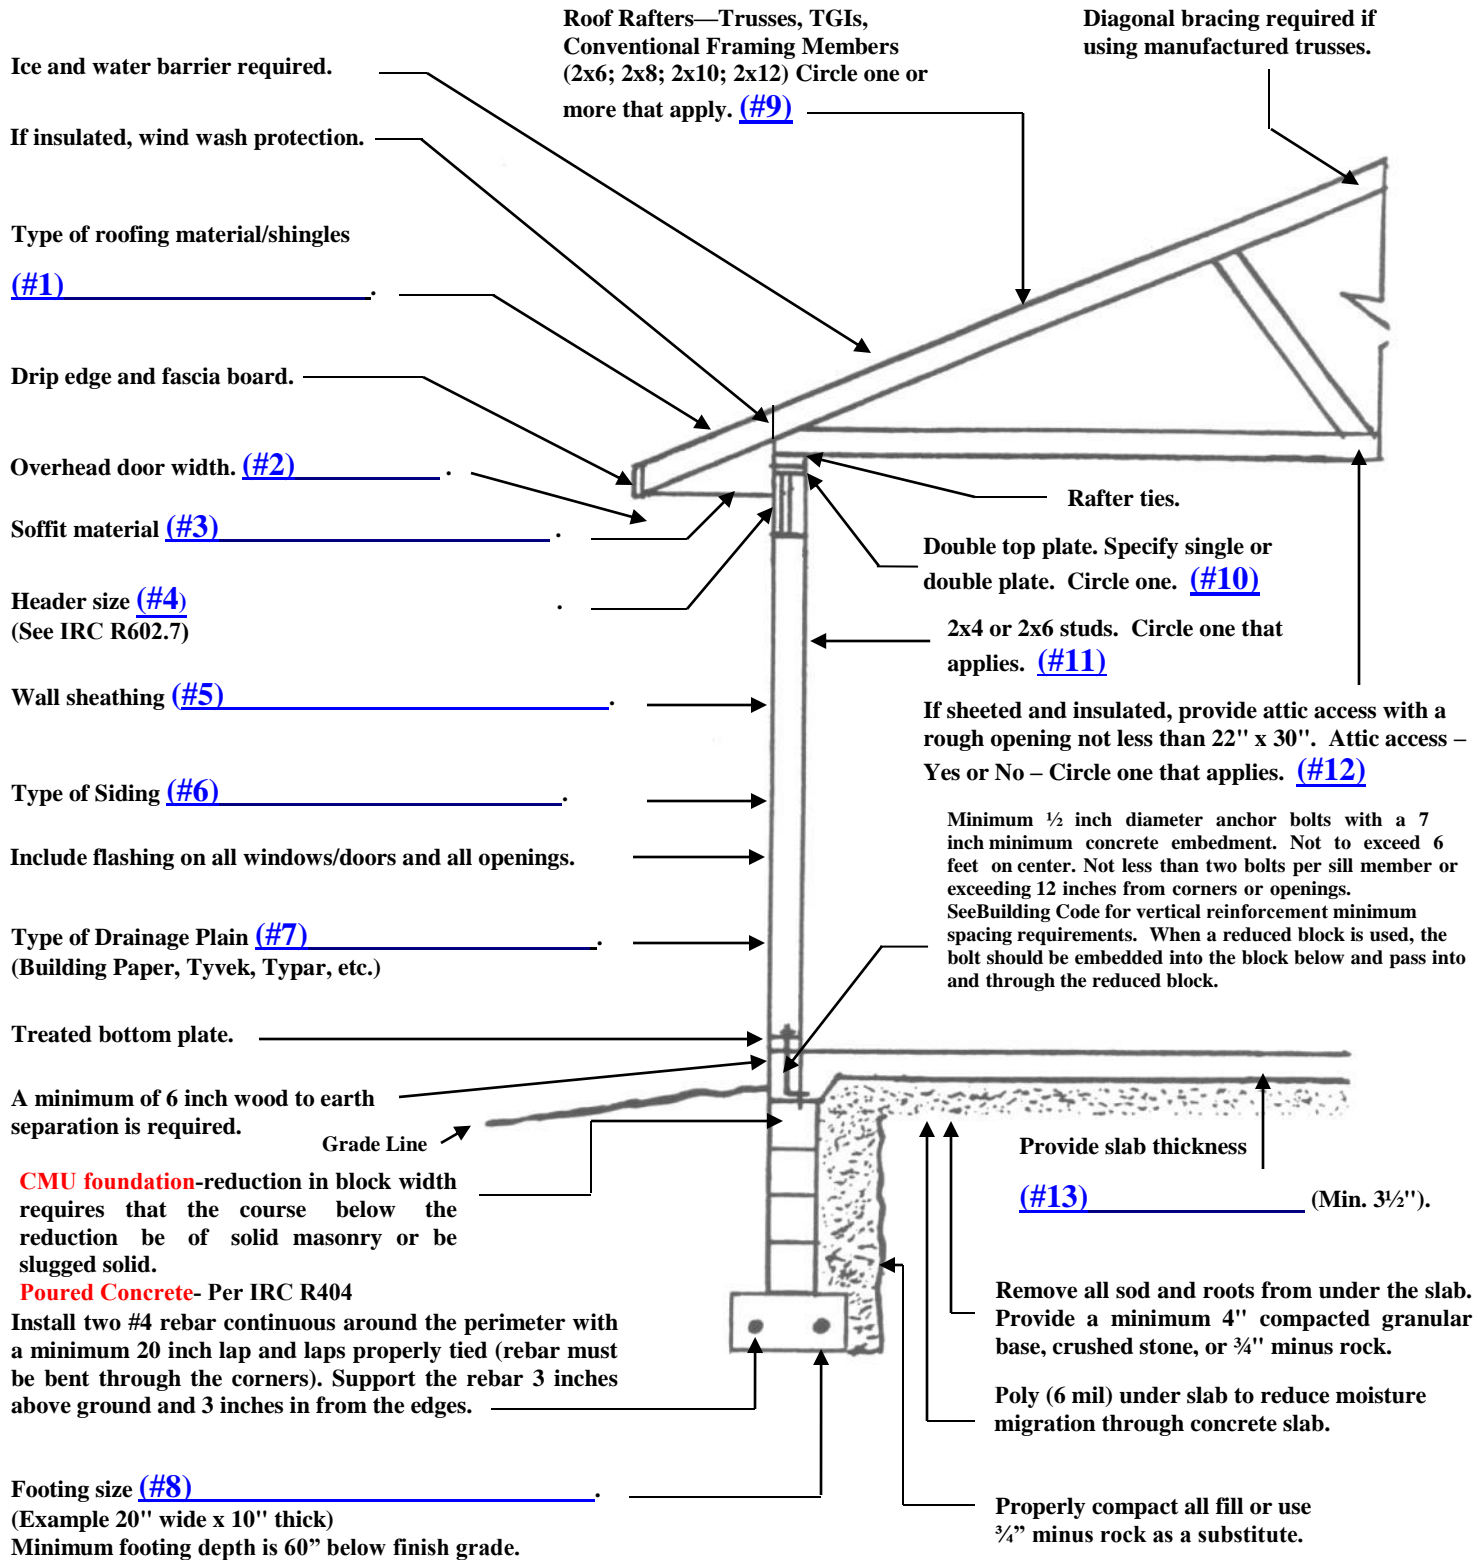 Roof Rafters—Trusses, TGIs,
Conventional Framing Members
(2x6; 2x8; 2x10; 2x12) Circle one or
more that apply. (#9)
Diagonal bracing required if
using manufactured trusses.
Ice and water barrier required.
If insulated, wind wash protection.
Type of roofing material/shingles
(#1)____________________.
Drip edge and fascia board.
Overhead door width. (#2)__________ .
Soffit material (#3)______________________ .
Header size (#4) .
(See IRC R602.7)
Wall sheathing (#5)_________________________.
Type of Siding (#6)______________________.
Include flashing on all windows/doors and all openings.
Type of Drainage Plain (#7)__________________.
(Building Paper, Tyvek, Typar, etc.)
Treated bottom plate.
A minimum of 6 inch wood to earth
separation is required.
Grade Line
CMU foundation-reduction in block width
requires that the course below the
reduction be of solid masonry or be
slugged solid.
Poured Concrete- Per IRC R404
Install two #4 rebar continuous around the perimeter with
a minimum 20 inch lap and laps properly tied (rebar must
be bent through the corners). Support the rebar 3 inches
above ground and 3 inches in from the edges.
Footing size (#8)__________________________.
(Example 20" wide x 10" thick)
Minimum footing depth is 60” below finish grade.
Rafter ties.
Double top plate. Specify single or
double plate. Circle one. (#10)
2x4 or 2x6 studs. Circle one that
applies. (#11)
If sheeted and insulated, provide attic access with a
rough opening not less than 22" x 30". Attic access –
Yes or No – Circle one that applies. (#12)
Minimum ½ inch diameter anchor bolts with a 7
inch minimum concrete embedment. Not to exceed 6
feet on center. Not less than two bolts per sill member or
exceeding 12 inches from corners or openings.
SeeBuilding Code for vertical reinforcement minimum
spacing requirements. When a reduced block is used, the
bolt should be embedded into the block below and pass into
and through the reduced block.
Provide slab thickness
(#13)______________ (Min. 3½").
Remove all sod and roots from under the slab.
Provide a minimum 4" compacted granular
base, crushed stone, or ¾" minus rock.
Poly (6 mil) under slab to reduce moisture
migration through concrete slab.
Properly compact all fill or use
¾” minus rock as a substitute.